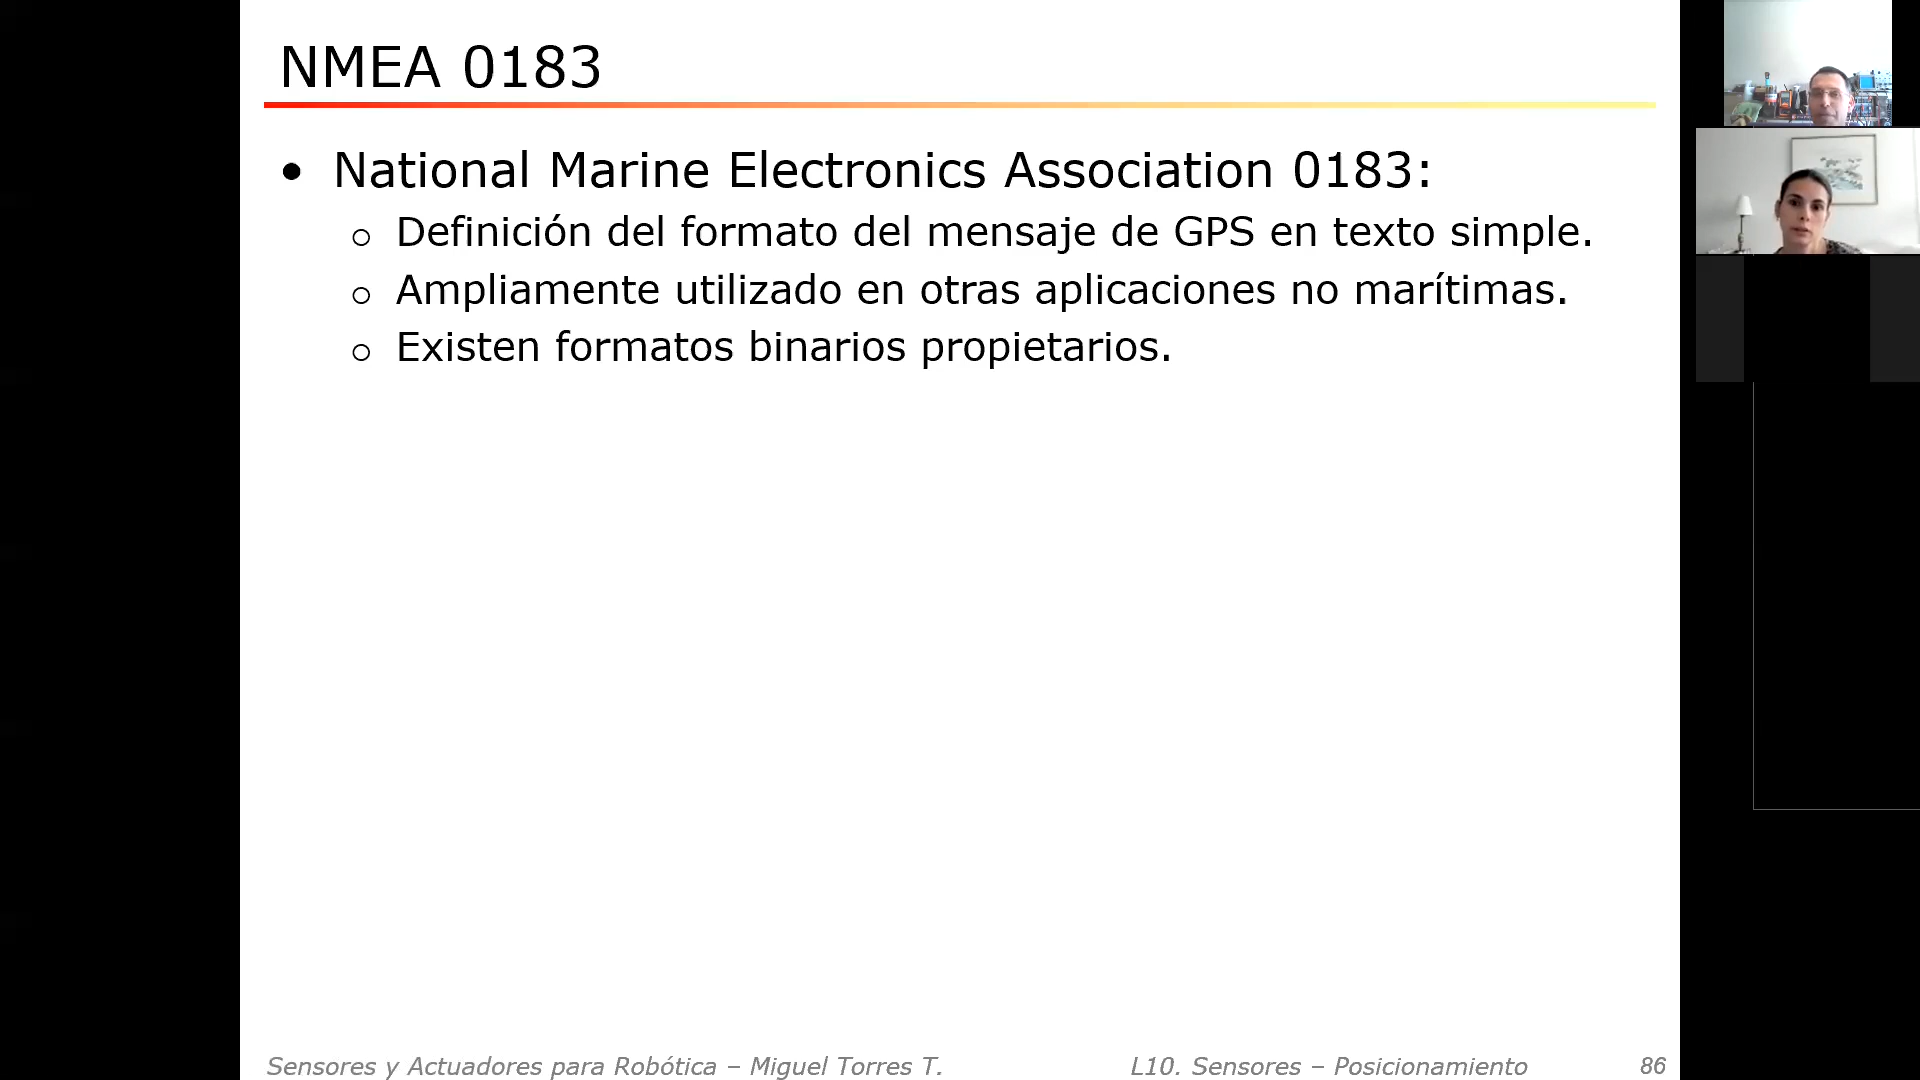 NMEA 0183
• National Marine Electronics Association 0183:
○ Definición del formato del mensaje de GPS en texto simple.
○ Ampliamente utilizado en otras aplicaciones no marítimas.
○ Existen formatos binarios propietarios.
Sensores y Actuadores para Robótica – Miguel Torres T.
L10. Sensores – Posicionamiento
86